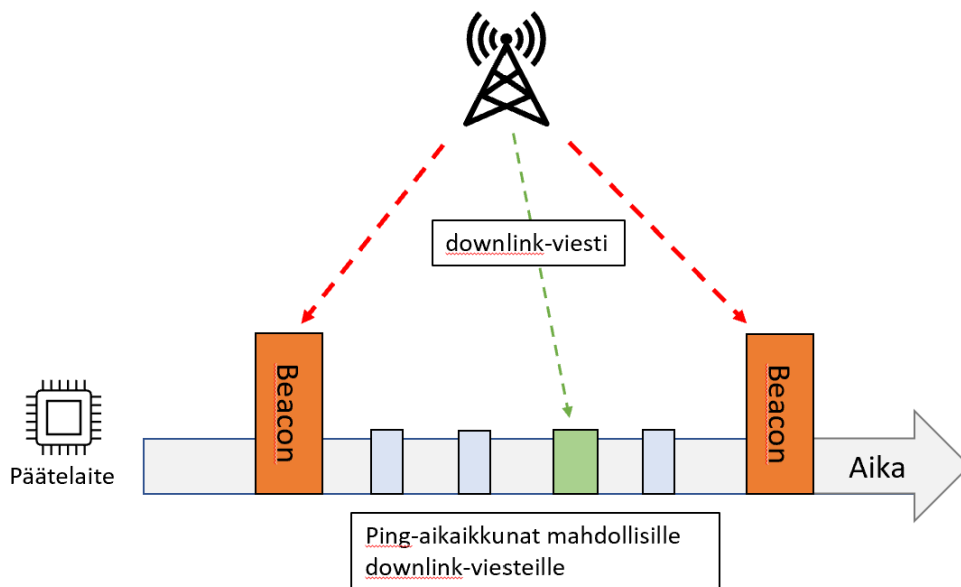 downlink-viesti
Beacon
Beacon
Päätelaite
Aika
Ping-aikaikkunat mahdollisille
downlink-viesteille